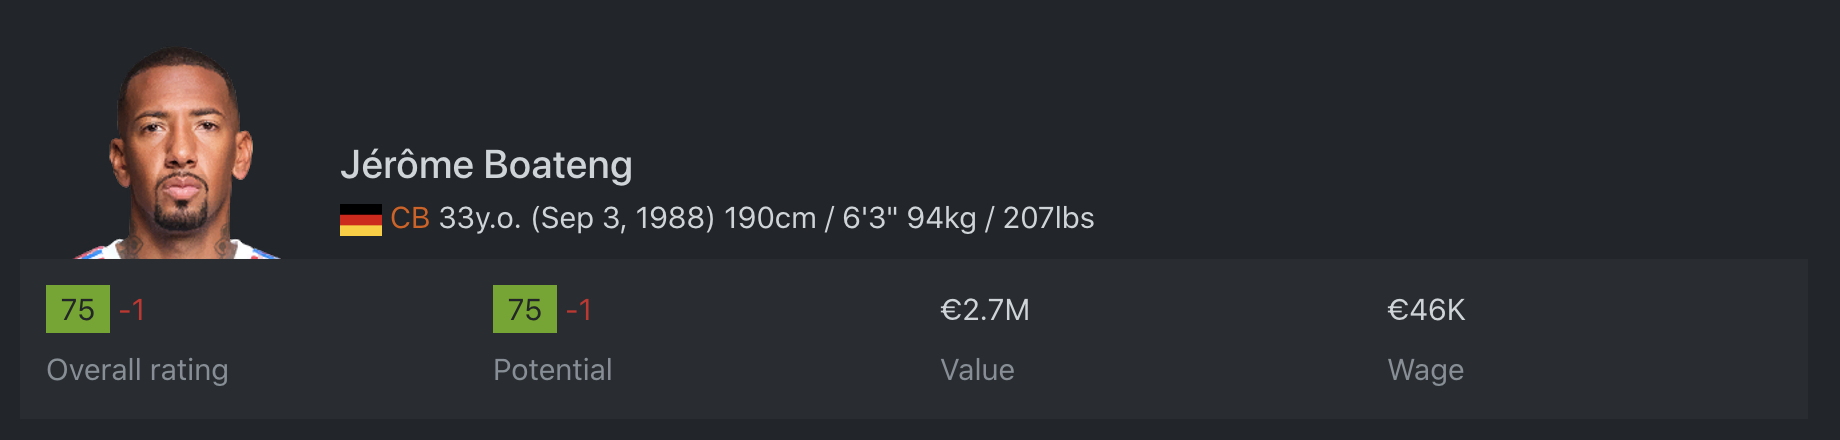 Jérôme Boateng
CB 33y.o. (Sep 3, 1988) 190cm / 6'3" 94kg / 207lbs
75 -1 75 -1 €2.7M €46K
Overall rating Potential Value Wage